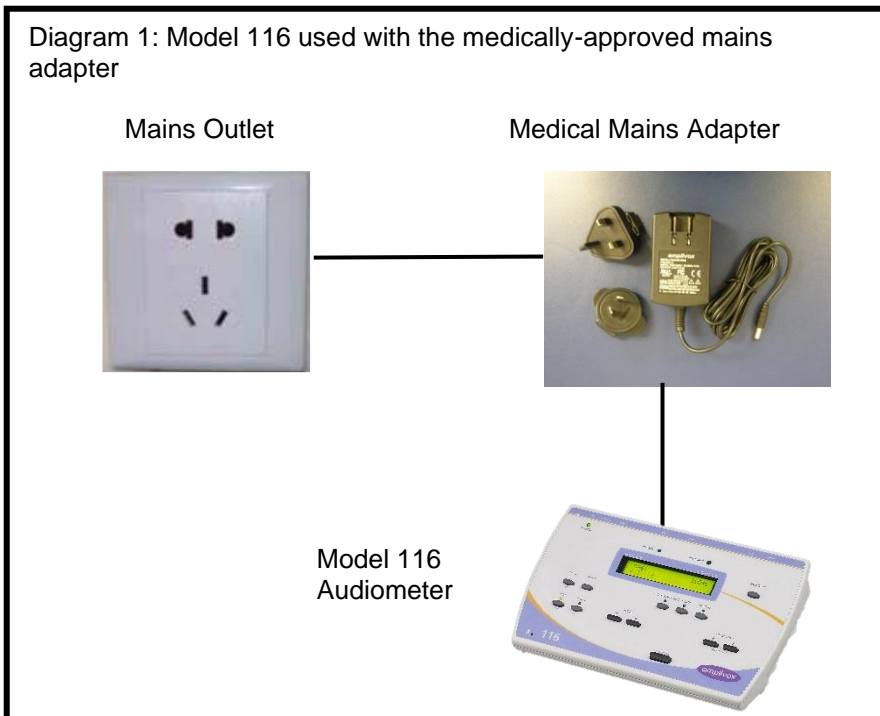 Diagram 1: Model 116 used with the medically-approved mains
adapter
Mains Outlet
Medical Mains Adapter
amplivox
Model 116
Audiometer
116
amplivox